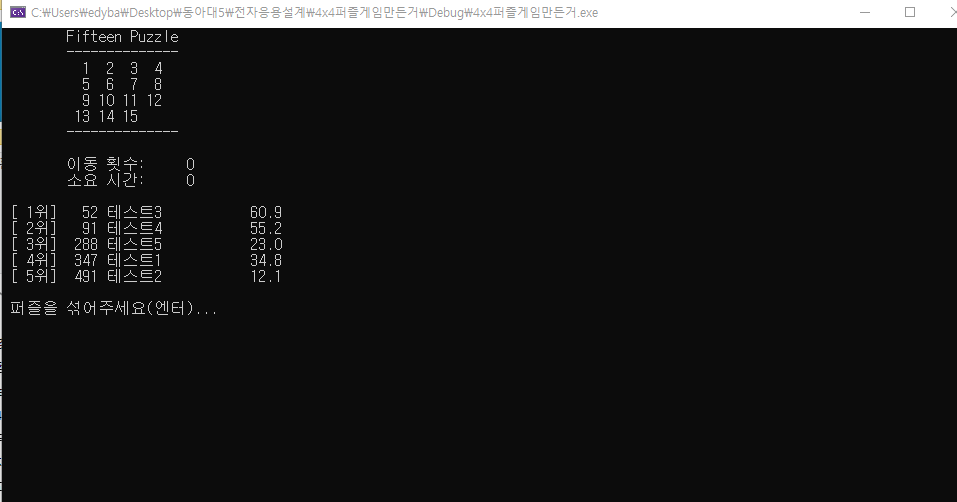 C:₩Users₩edyba₩Desktop₩동아대5₩전자응용설계₩4x4퍼즐게임만든거₩Debug₩4x4퍼즐게임만든거.exe
Fifteen Puzzle
--------------
1 2 3 4
5 6 7 8
9 10 11 12
13 14 15
--------------
이동 횟수: 0
소요 시간: 0
[ 1위] 52 테스트3 60.9
[ 2위] 91 테스트4 55.2
[ 3위] 288 테스트5 23.0
[ 4위] 347 테스트1 34.8
[ 5위] 491 테스트2 12.1
퍼즐을 섞어주세요(엔터)...